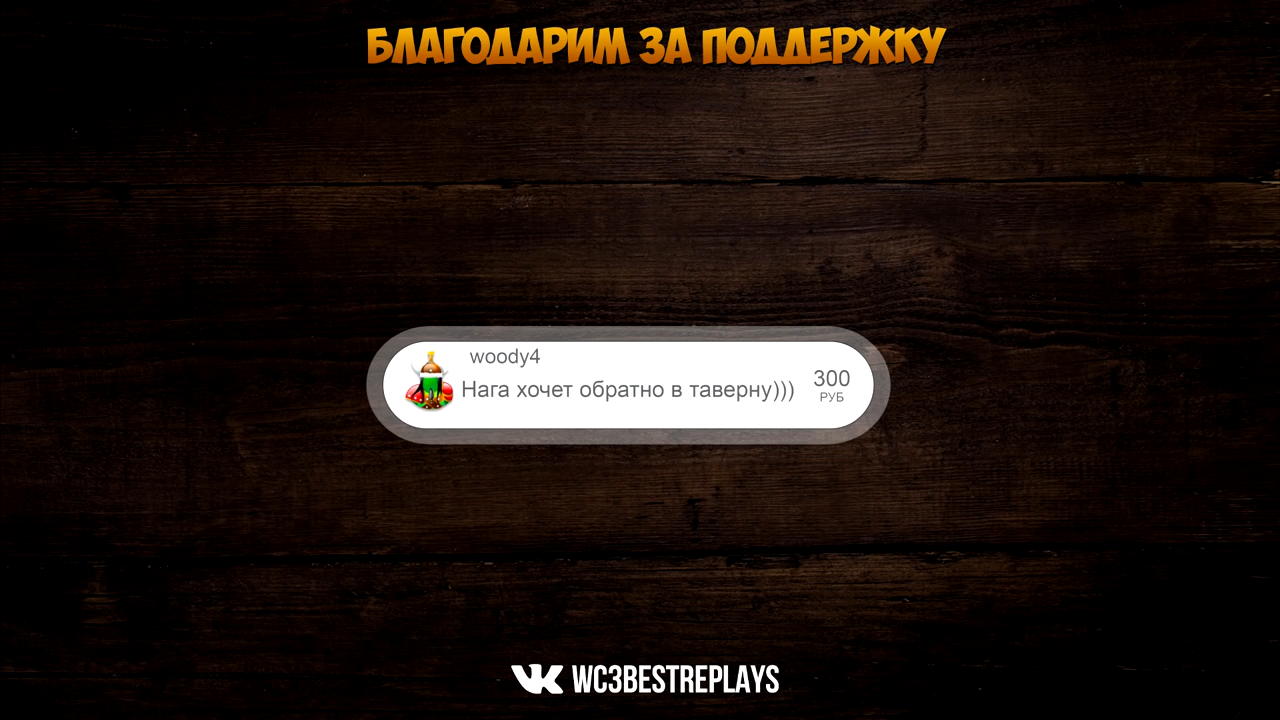 БЛАГОДАРИМ ЗА ПОДДЕРЖКУ
woody4
Нага хочет обратно в таверну)))
300
РУБ
WC3BESTREPLAYS